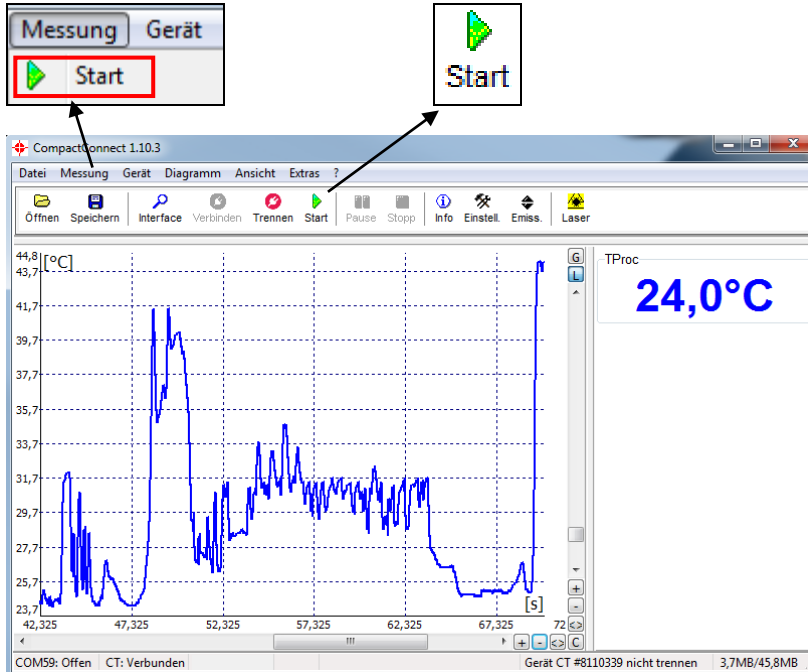 Messung Gerät
Start
Start
CompactConnect 1.10.3
Datei Messung Gerät Diagramm Ansicht Extras ?
Öffnen Speichern Interface Verbinden Trennen Start Pause Stopp Info Einstell. Emiss. Laser
44,8 [°C]
43,7
41,7
39,7
37,7
35,7
33,7
31,7
29,7
27,7
25,7
23,7
[s]
42,325 47,325 52,325 57,325 62,325 67,325 72
G
L
+
-
<>
+ - <> C
TProc
24,0°C
COM59: Offen CT: Verbunden Gerät CT #8110339 nicht trennen 3,7MB/45,8MB